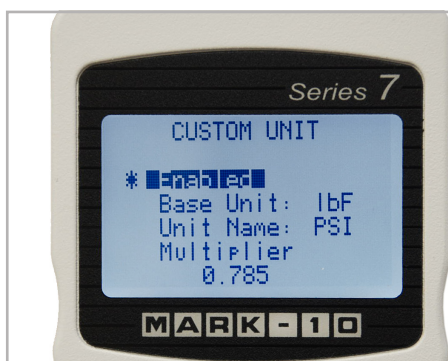 Series 7
CUSTOM UNIT
* Enabled
Base Unit: lbF
Unit Name: PSI
Multiplier
0.785
MARK-10